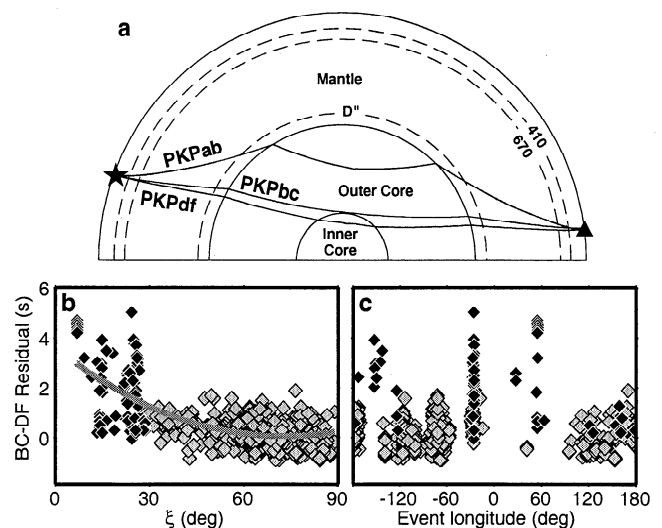 a
Mantle
D"
410
670
PKPab
PKPbc
PKPdf
Outer Core
Inner
Core
b
c
BC-DF Residual (s)
6
4
2
0
0
30
60
90
ξ (deg)
-120
-60
0
60
120
180
Event longitude (deg)